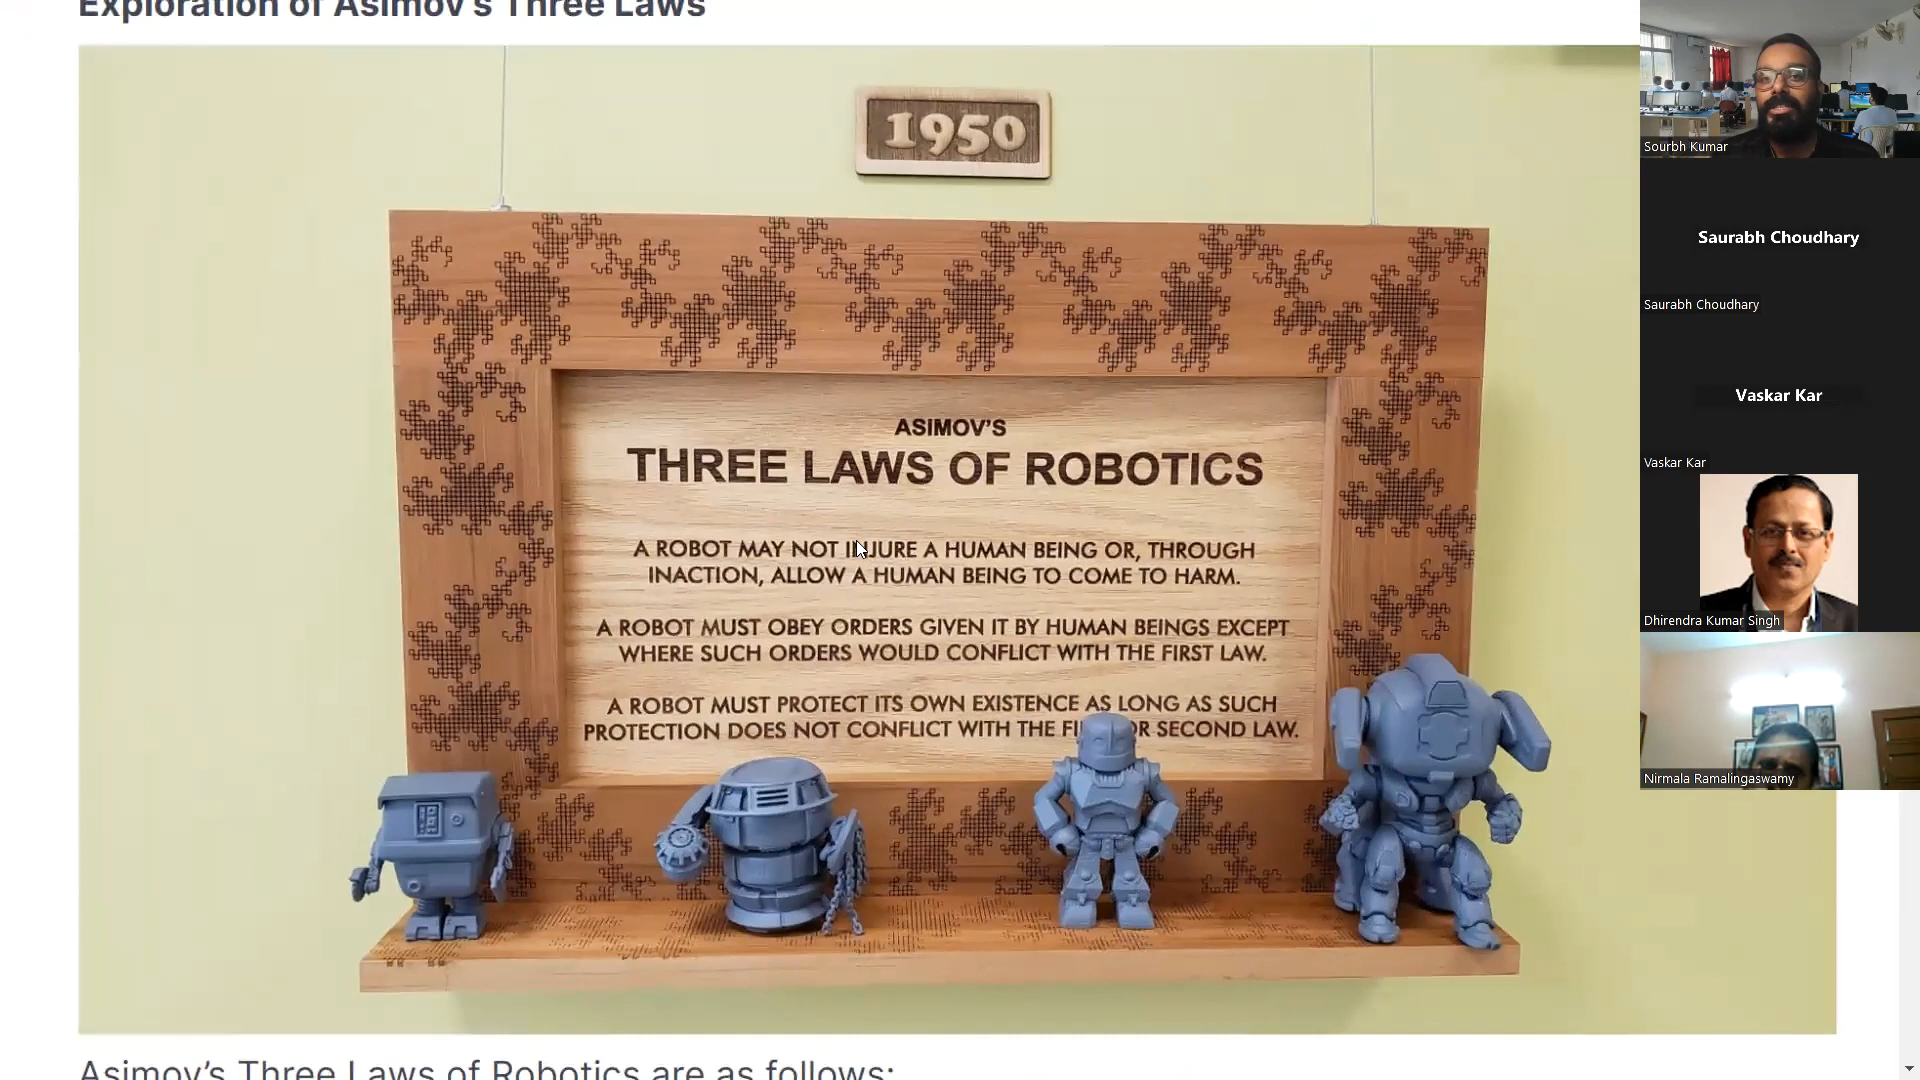 Exploration of Asimov's Three Laws
1950
ASIMOV'S
THREE LAWS OF ROBOTICS
A ROBOT MAY NOT INJURE A HUMAN BEING OR, THROUGH
INACTION, ALLOW A HUMAN BEING TO COME TO HARM.
A ROBOT MUST OBEY ORDERS GIVEN IT BY HUMAN BEINGS EXCEPT
WHERE SUCH ORDERS WOULD CONFLICT WITH THE FIRST LAW.
A ROBOT MUST PROTECT ITS OWN EXISTENCE AS LONG AS SUCH
PROTECTION DOES NOT CONFLICT WITH THE FI OR SECOND LAW.
Asimov's Three Laws of Robotics are as follows:
Sourbh Kumar
Saurabh Choudhary
Saurabh Choudhary
Vaskar Kar
Vaskar Kar
Dhirendra Kumar Singh
Nirmala Ramalingaswamy